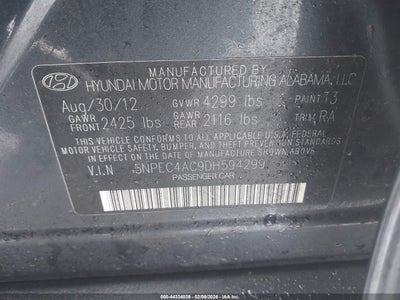 MANUFACTURED BY
HYUNDAI MOTOR MANUFACTURING ALABAMA, LLC
Aug/30/12 GVWR 4299 lbs PAINT T3
GAWR FRONT 2425 lbs GAWR REAR 2116 lbs TRIM RA
THIS VEHICLE CONFORMS TO ALL APPLICABLE U.S. FEDERAL
MOTOR VEHICLE SAFETY, BUMPER, AND THEFT PREVENTION STANDARDS
IN EFFECT ON THE DATE OF MANUFACTURE SHOWN ABOVE.
V.I.N 5NPEC4AC9DH594299
PASSENGER CAR
000-44334039 - 02/06/2026 - IAA Inc.